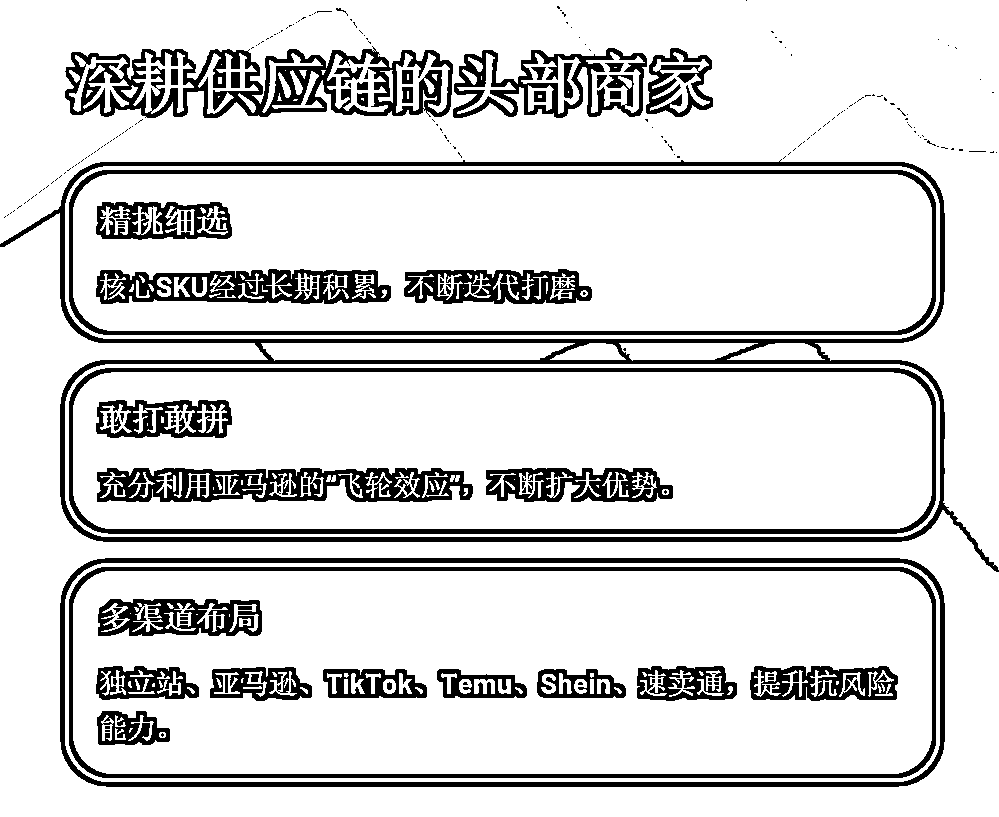 深耕供应链的头部商家
精挑细选
核心SKU经过长期积累，不断迭代打磨。
敢打敢拼
充分利用亚马逊的“飞轮效应“，不断扩大优势。
多渠道布局
独立站、亚马逊、TikTok、Temu、Shein、速卖通，提升抗风险
能力。